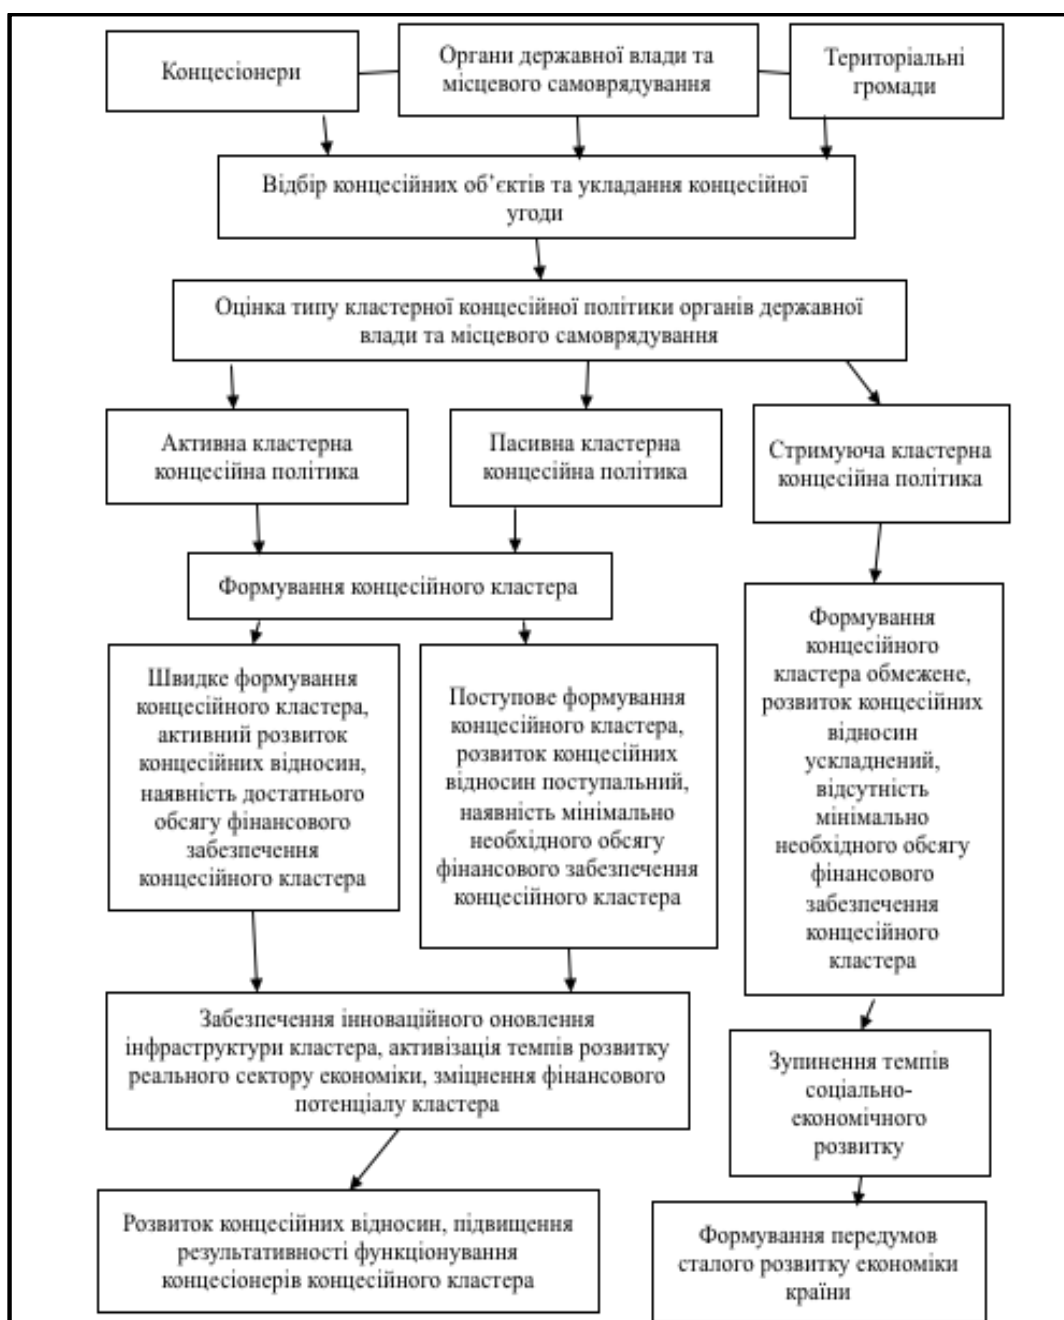 Концесіонери
Органи державної влади та
місцевого самоврядування
Територіальні
громади
Відбір концесійних об’єктів та укладання концесійної
угоди
Оцінка типу кластерної концесійної політики органів державної
влади та місцевого самоврядування
Активна кластерна
концесійна політика
Пасивна кластерна
концесійна політика
Стримуюча кластерна
концесійна політика
Формування концесійного кластера
Швидке формування
концесійного кластера,
активний розвиток
концесійних відносин,
наявність достатнього
обсягу фінансового
забезпечення
концесійного кластера
Поступове формування
концесійного кластера,
розвиток концесійних
відносин поступальний,
наявність мінімально
необхідного обсягу
фінансового забезпечення
концесійного кластера
Формування
концесійного
кластера обмежене,
розвиток концесійних
відносин
ускладнений,
відсутність
мінімально
необхідного обсягу
фінансового
забезпечення
концесійного
кластера
Забезпечення інноваційного оновлення
інфраструктури кластера, активізація темпів розвитку
реального сектору економіки, зміцнення фінансового
потенціалу кластера
Зупинення темпів
соціально-
економічного
розвитку
Розвиток концесійних відносин, підвищення
результативності функціонування
концесіонерів концесійного кластера
Формування передумов
сталого розвитку економіки
країни